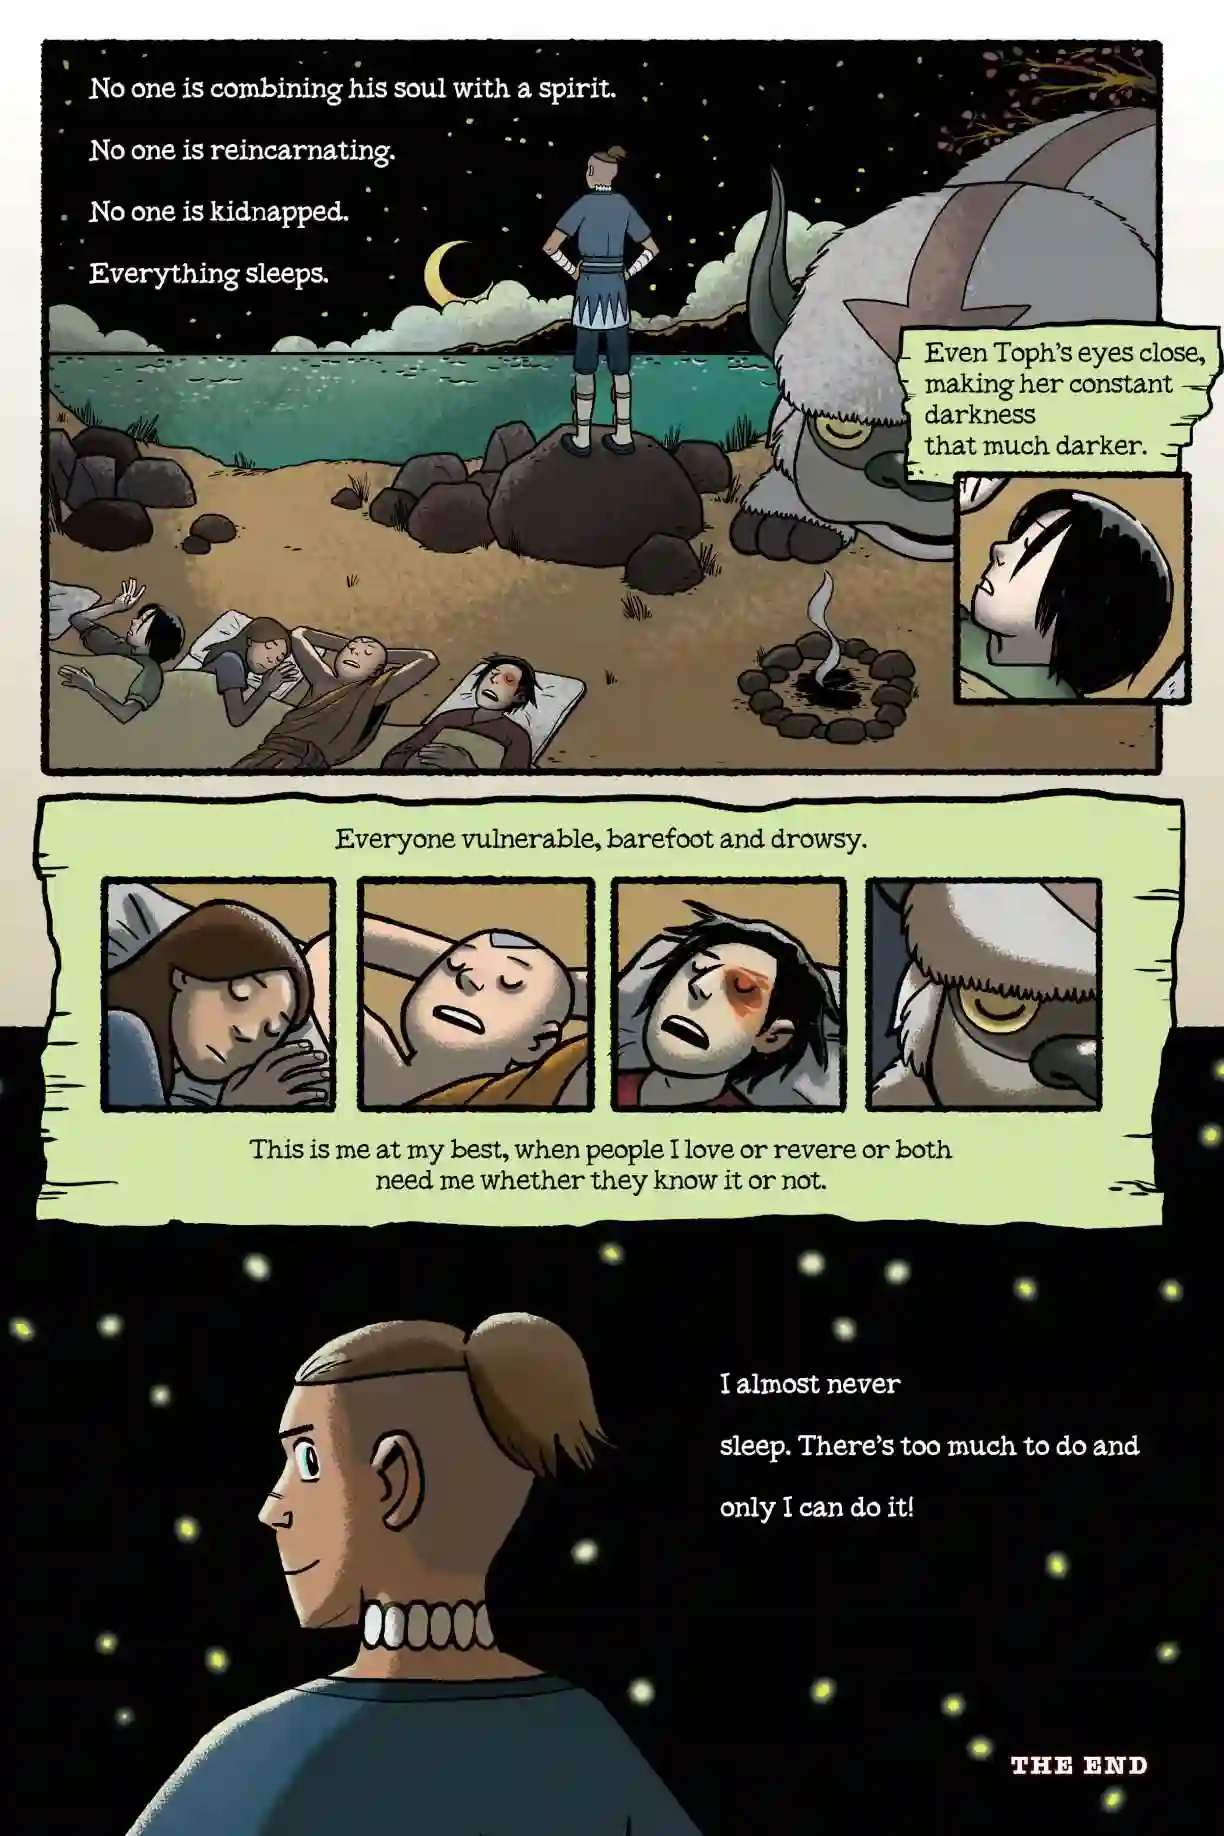 No one is combining his soul with a spirit.
No one is reincarnating.
No one is kidnapped.
Everything sleeps.
Even Toph's eyes close,
making her constant
darkness
that much darker.
Everyone vulnerable, barefoot and drowsy.
This is me at my best, when people I love or revere or both
need me whether they know it or not.
I almost never
sleep. There's too much to do and
only I can do it!
THE END